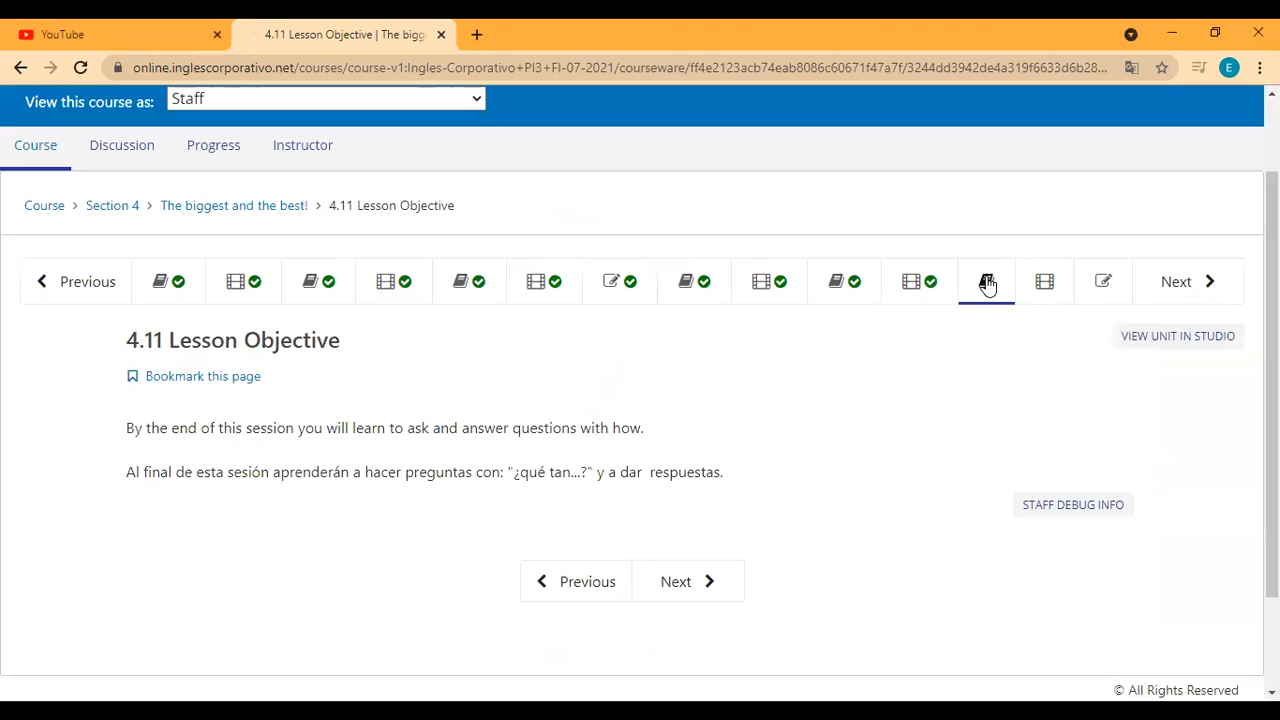 YouTube
4.11 Lesson Objective | The bigg
online.inglescorporativo.net/courses/course-v1:Ingles-Corporativo+PI3+FI-07-2021/courseware/ff4e2123acb74eab8086c60671f47a7f/3244dd3942de4a319f6633d6b28...
E
View this course as: Staff
Course Discussion Progress Instructor
Course > Section 4 > The biggest and the best! > 4.11 Lesson Objective
Previous Next
4.11 Lesson Objective
VIEW UNIT IN STUDIO
Bookmark this page
By the end of this session you will learn to ask and answer questions with how.
Al final de esta sesión aprenderán a hacer preguntas con: "¿qué tan...?" y a dar respuestas.
STAFF DEBUG INFO
Previous Next
© All Rights Reserved